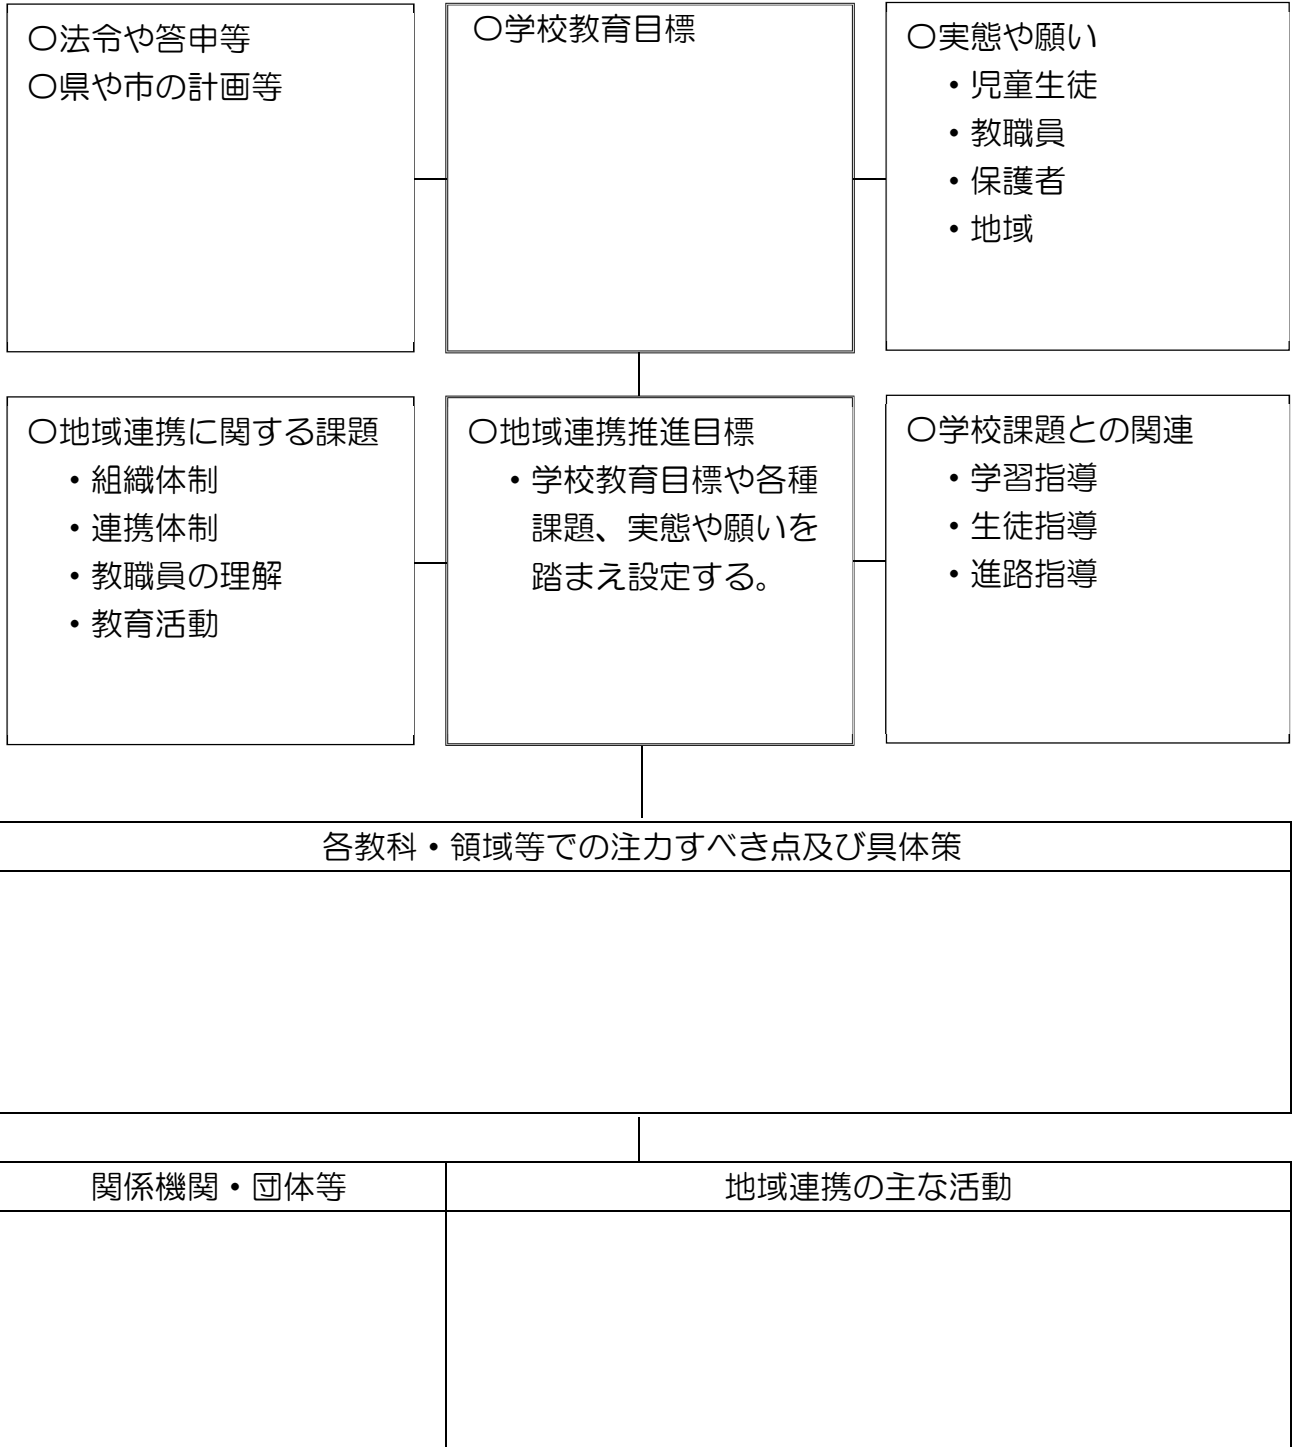 〇法令や答申等
〇県や市の計画等
〇学校教育目標
〇実態や願い
・児童生徒
・教職員
・保護者
・地域
〇地域連携に関する課題
・組織体制
・連携体制
・教職員の理解
・教育活動
〇地域連携推進目標
・学校教育目標や各種
課題、実態や願いを
踏まえ設定する。
〇学校課題との関連
・学習指導
・生徒指導
・進路指導
各教科・領域等での注力すべき点及び具体策
関係機関・団体等
地域連携の主な活動